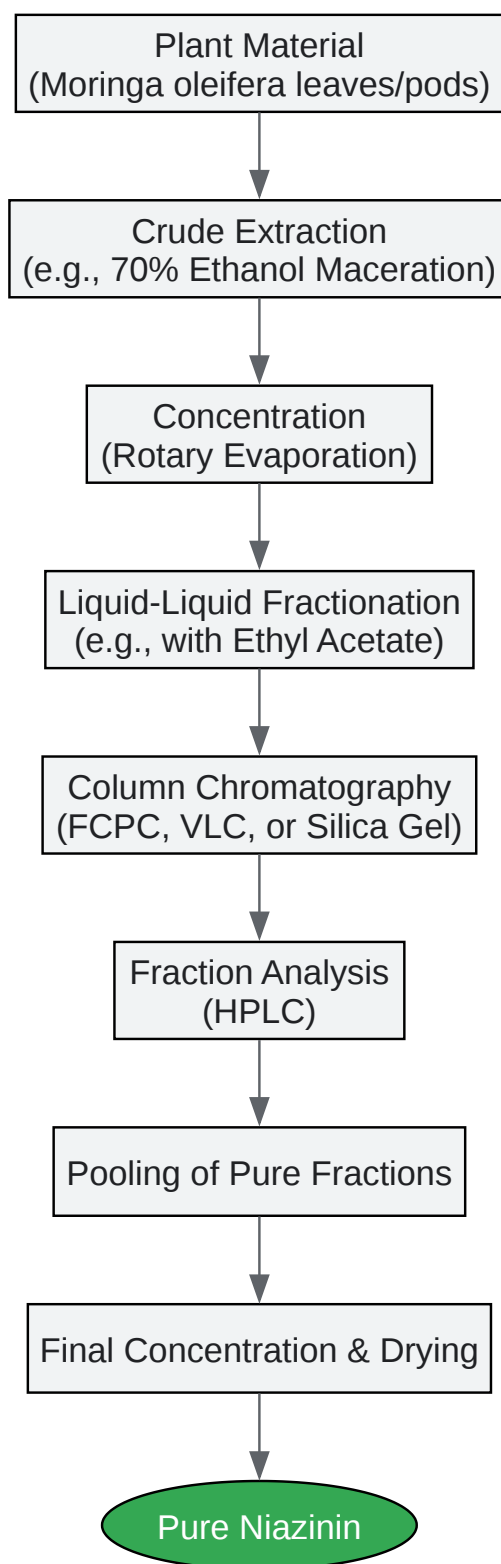 Plant Material
(Moringa oleifera leaves/pods)
Crude Extraction
(e.g., 70% Ethanol Maceration)
Concentration
(Rotary Evaporation)
Liquid-Liquid Fractionation
(e.g., with Ethyl Acetate)
Column Chromatography
(FCPC, VLC, or Silica Gel)
Fraction Analysis
(HPLC)
Pooling of Pure Fractions
Final Concentration & Drying
Pure Niazinin